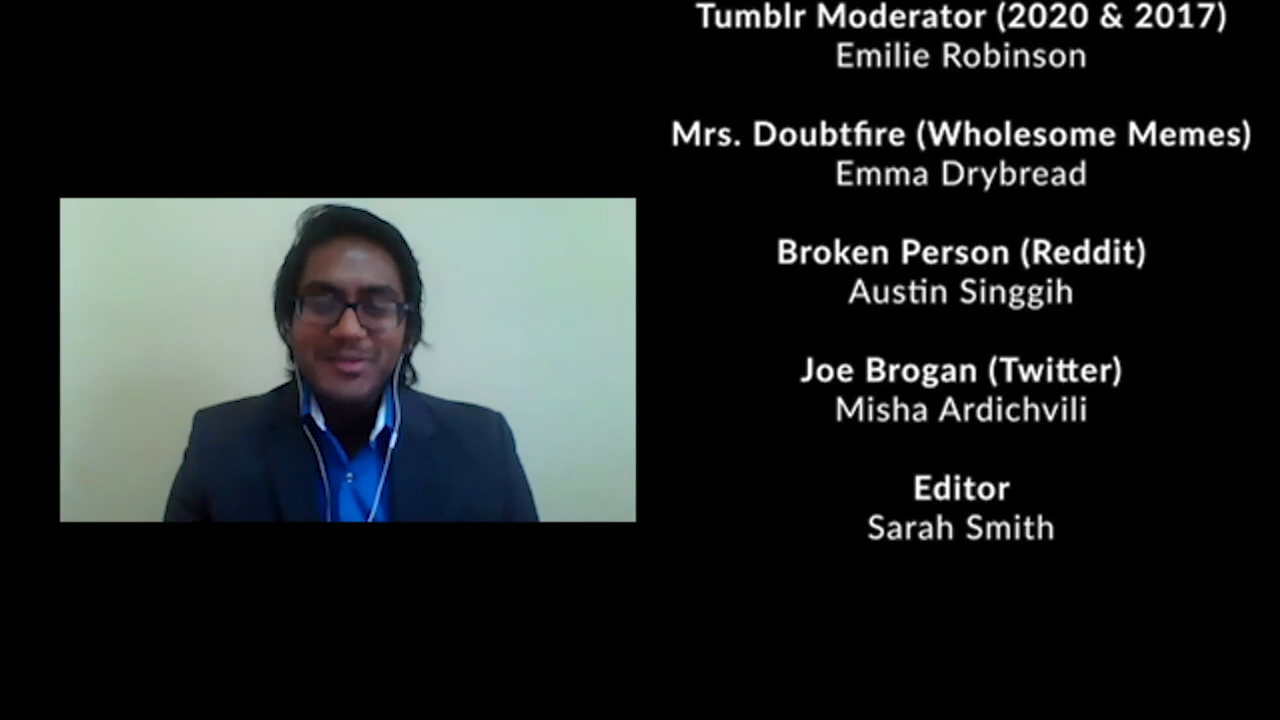 Tumblr Moderator (2020 & 2017)
Emilie Robinson
Mrs. Doubtfire (Wholesome Memes)
Emma Drybread
Broken Person (Reddit)
Austin Singgih
Joe Brogan (Twitter)
Misha Ardichvili
Editor
Sarah Smith